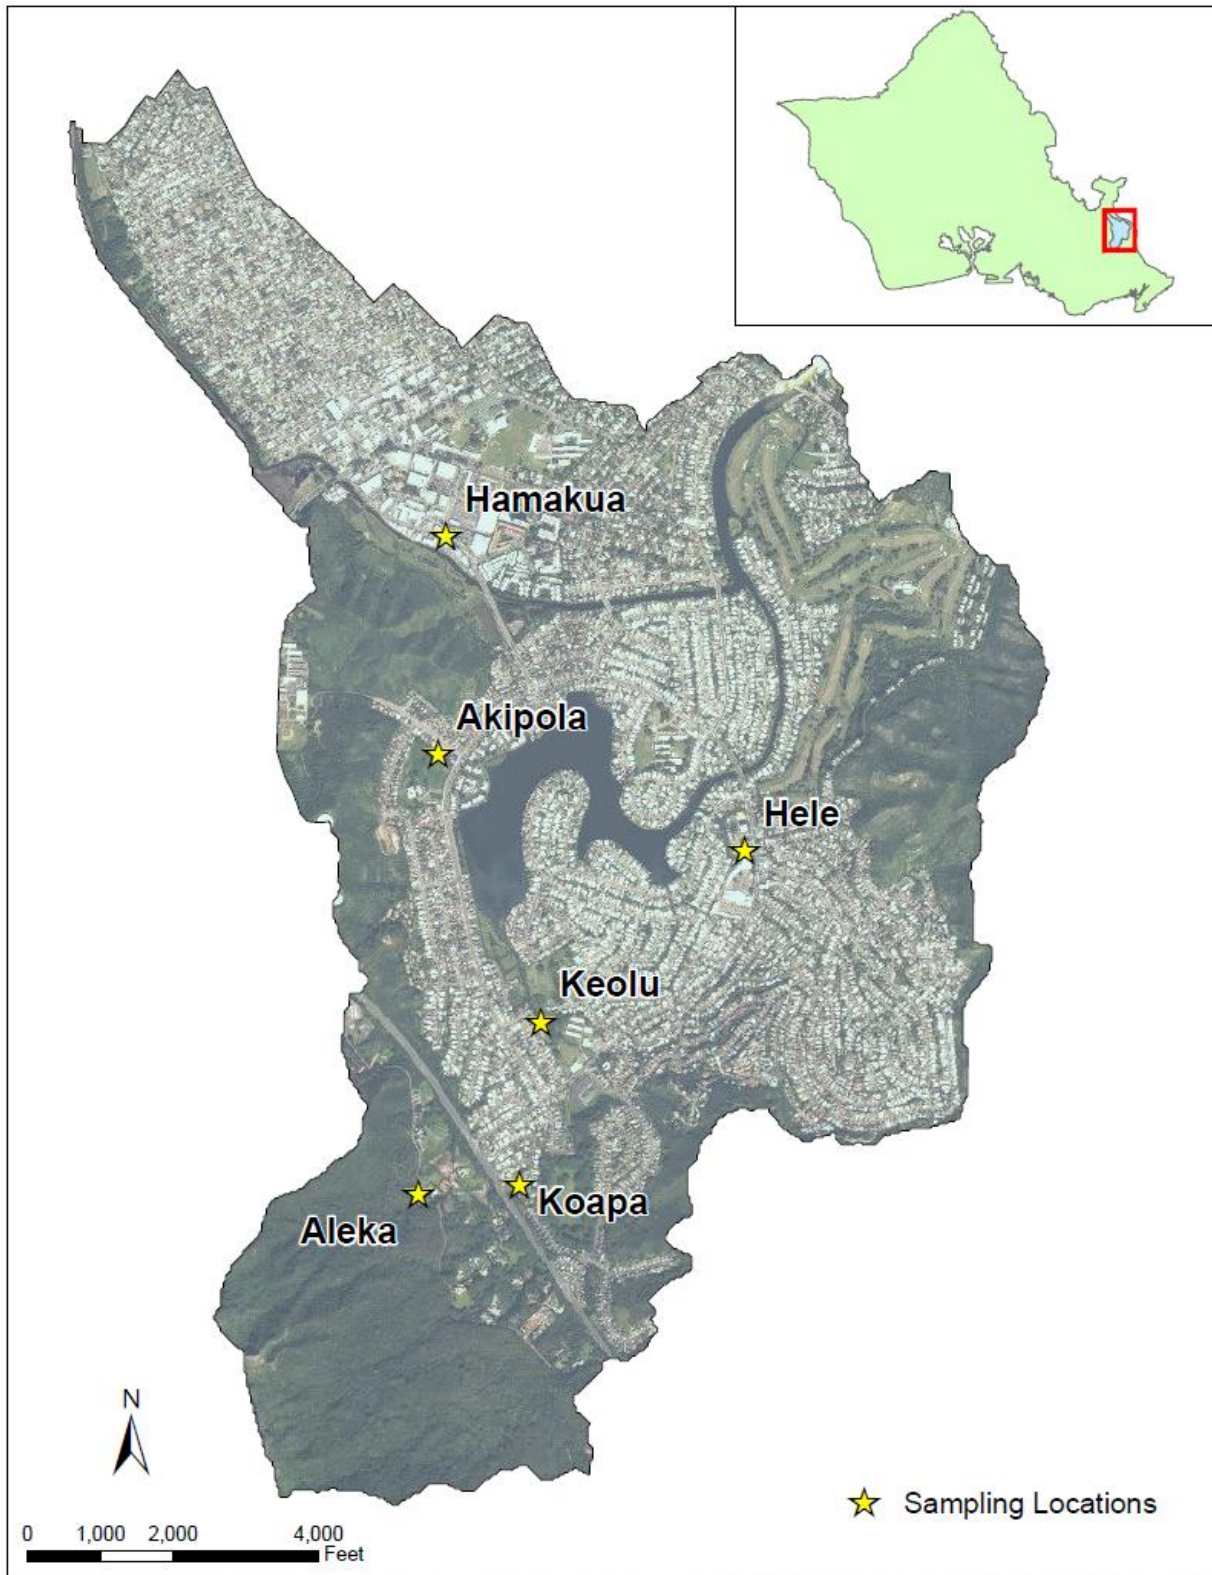 Hamakua
Akipola
Hele
Keolu
Koapa
Aleka
N
0 1,000 2,000 4,000
Feet
Sampling Locations